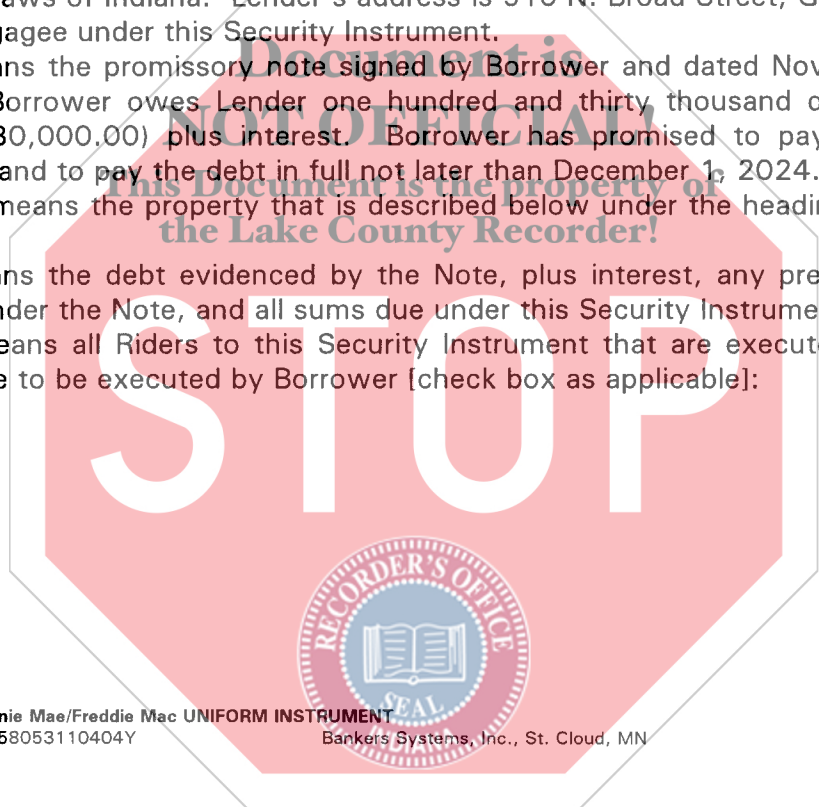 aws of Indiana. Lender's address is 310 N. Broad Street, G
gagee under this Security Instrument.
Document is
ns the promissory note signed by Borrower and dated Nov
Borrower owes Lender one hundred and thirty thousand d
NOT OFFICIAL!
30,000.00) plus interest. Borrower has promised to pay
and to pay the debt in full not later than December 1, 2024.
This Document is the property of
means the property that is described below under the headin
the Lake County Recorder!
ns the debt evidenced by the Note, plus interest, any pre
nder the Note, and all sums due under this Security Instrume
eans all Riders to this Security Instrument that are execut
e to be executed by Borrower [check box as applicable]:
STOP
RECORDER'S OFFICE
SEAL
INDIANA
nie Mae/Freddie Mac UNIFORM INSTRUMENT
58053110404Y Bankers Systems, Inc., St. Cloud, MN